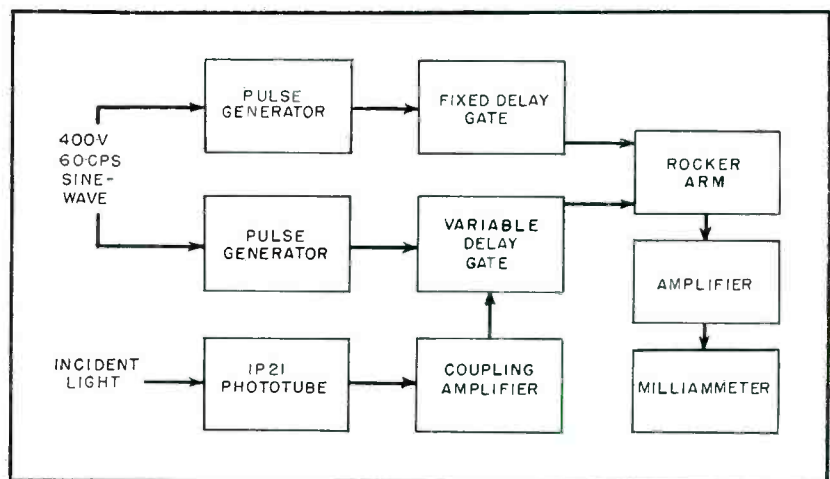 PULSE
GENERATOR
FIXED DELAY
GATE
400-V
60-CPS
SINE-
WAVE
ROCKER
ARM
PULSE
GENERATOR
VARIABLE
DELAY
GATE
AMPLIFIER
INCIDENT
LIGHT
1P21
PHOTOTUBE
COUPLING
AMPLIFIER
MILLIAMMETER